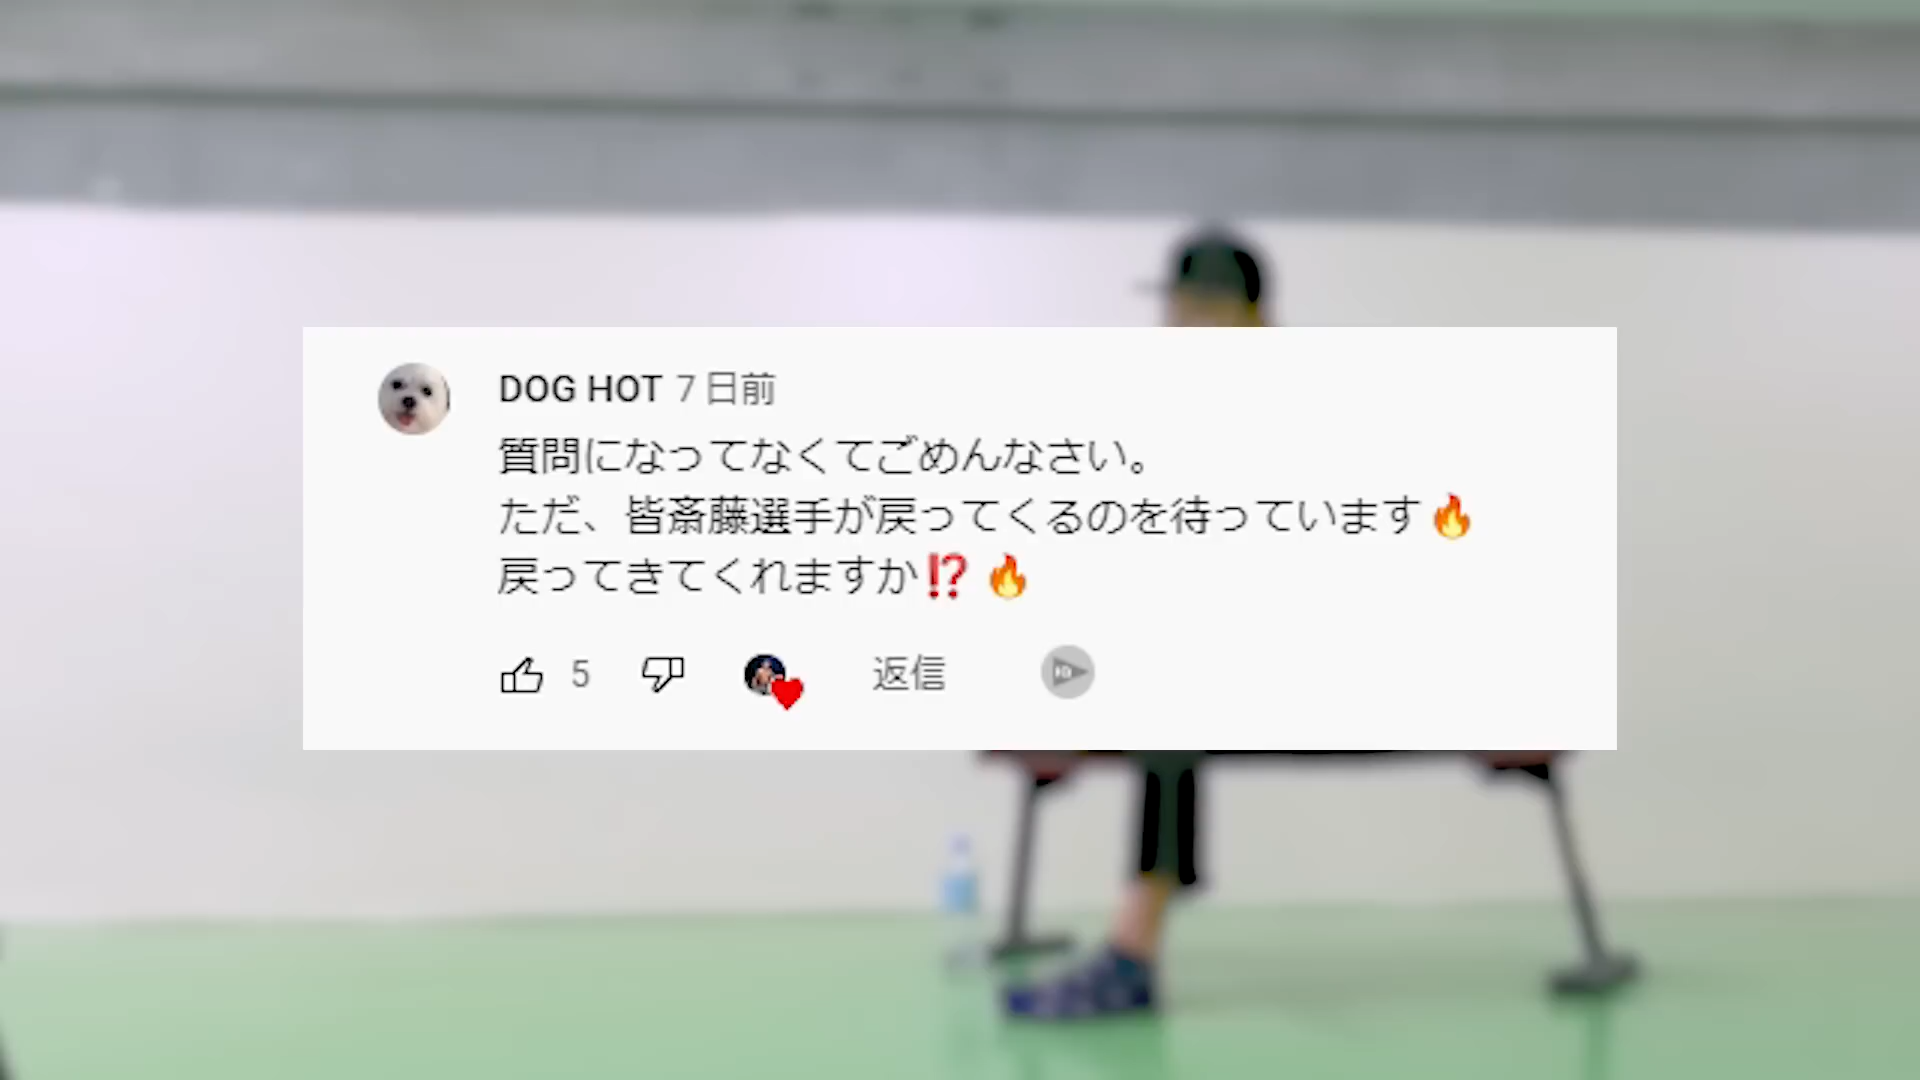 DOG HOT 7 日前
質問になってなくてごめんなさい。
ただ、皆斎藤選手が戻ってくるのを待っています🔥
戻ってきてくれますか⁉️ 🔥
5 返信